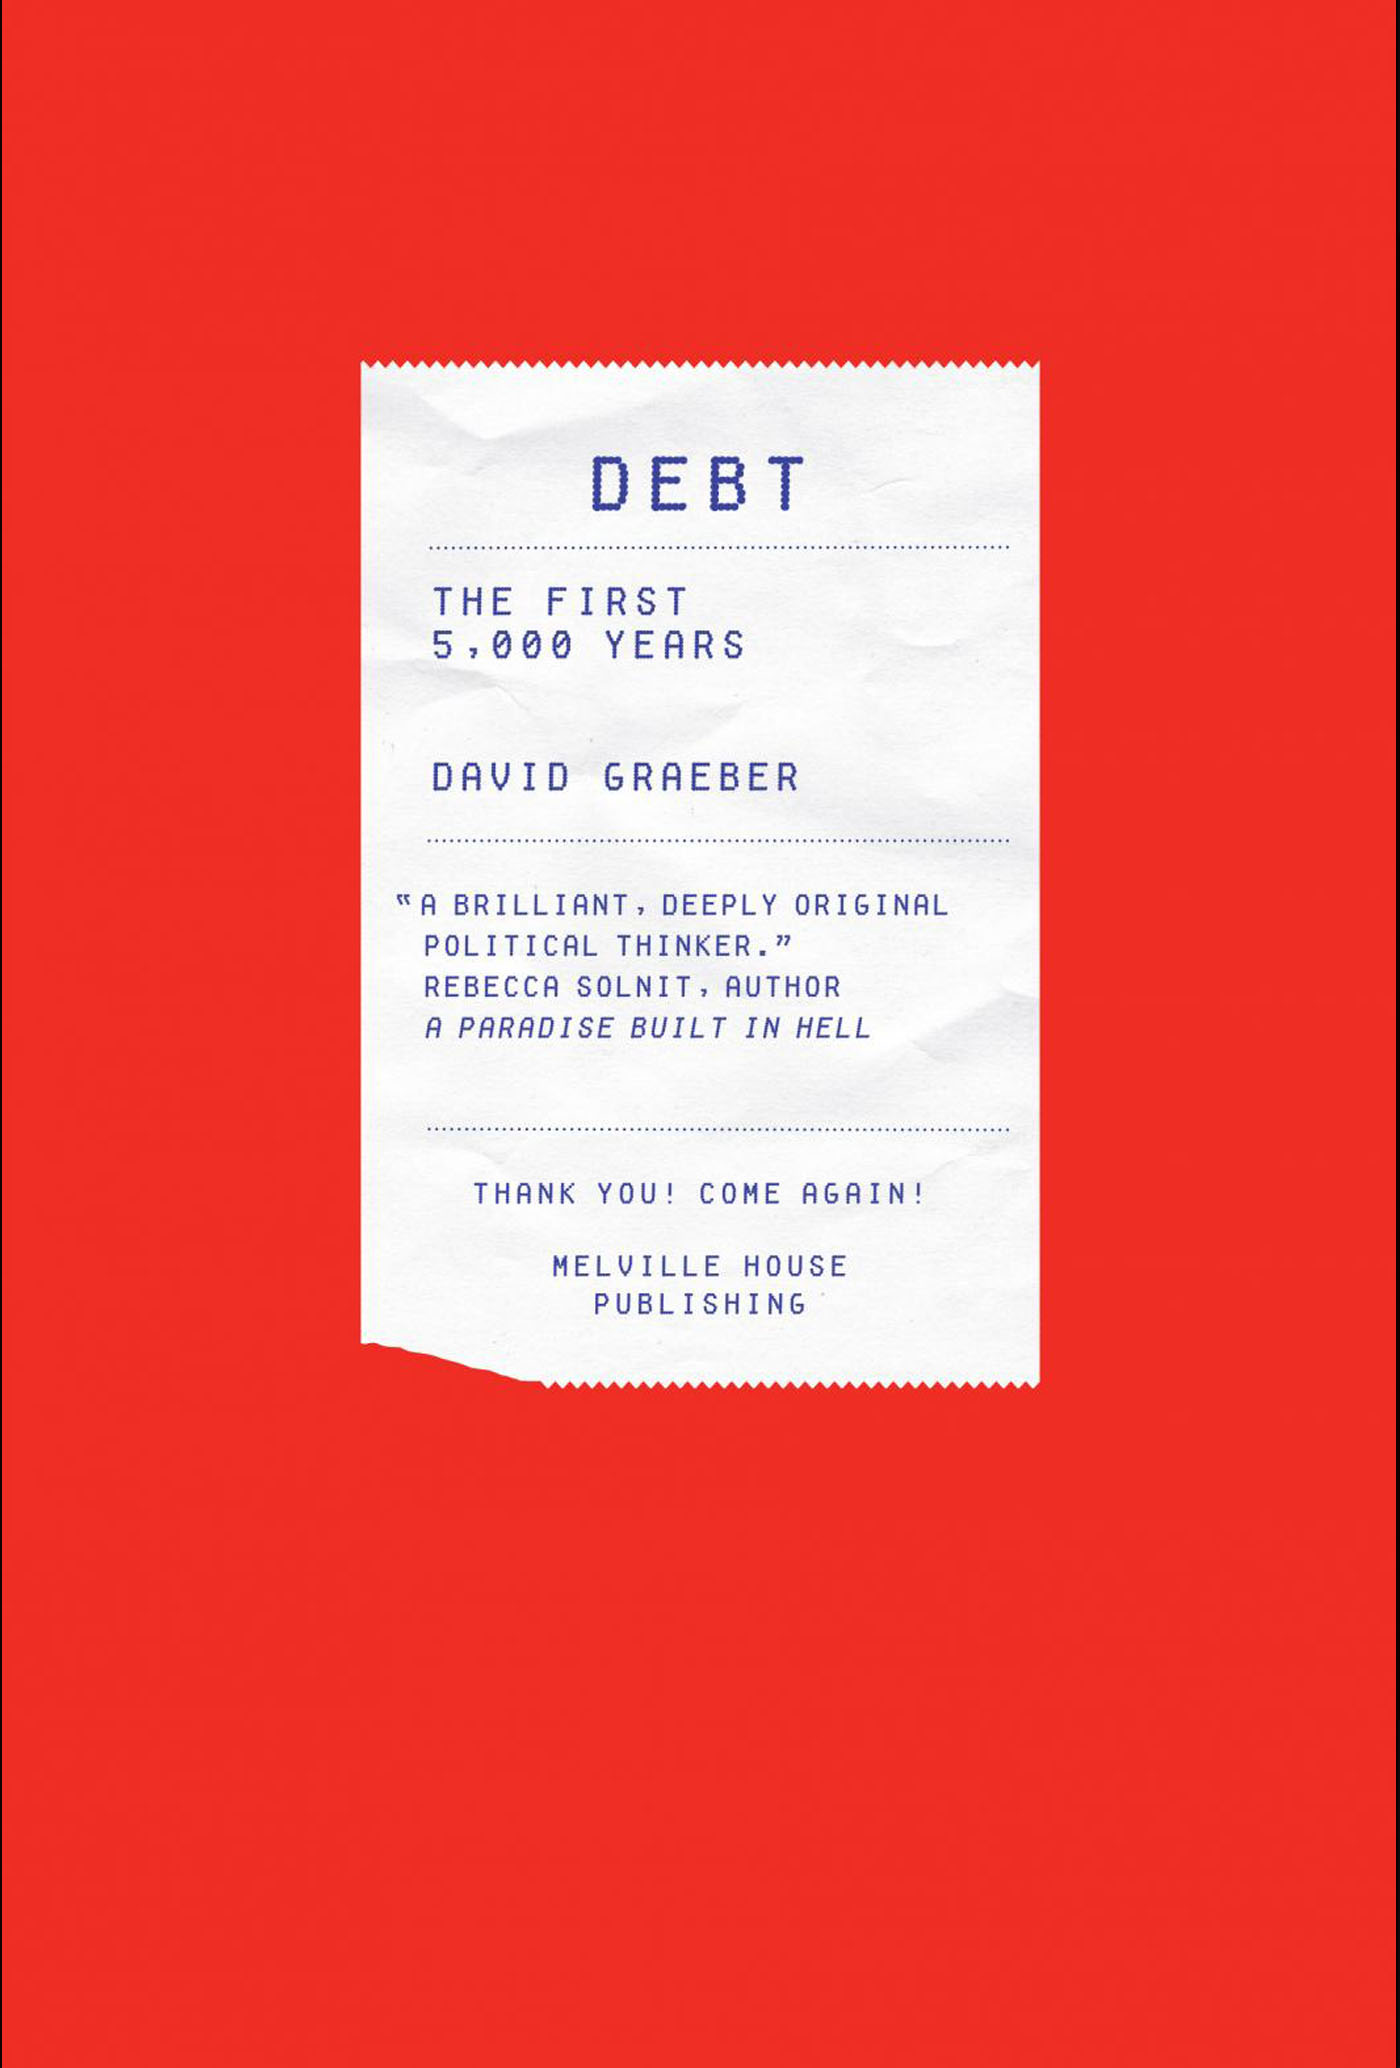 DEBT
THE FIRST
5,000 YEARS
DAVID GRAEBER
“A BRILLIANT, DEEPLY ORIGINAL
POLITICAL THINKER.”
REBECCA SOLNIT, AUTHOR
A PARADISE BUILT IN HELL
THANK YOU! COME AGAIN!
MELVILLE HOUSE
PUBLISHING